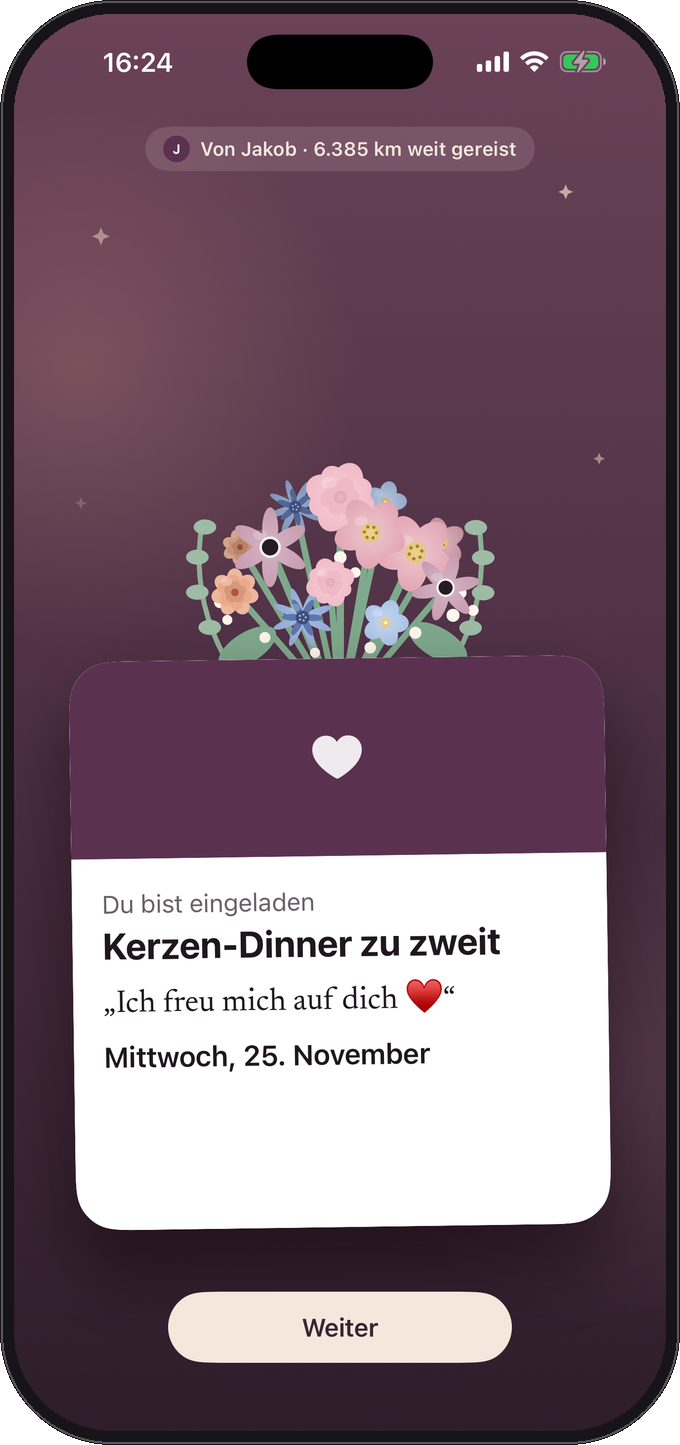 16:24
J Von Jakob · 6.385 km weit gereist
Du bist eingeladen
Kerzen-Dinner zu zweit
„Ich freu mich auf dich ♥️“
Mittwoch, 25. November
Weiter